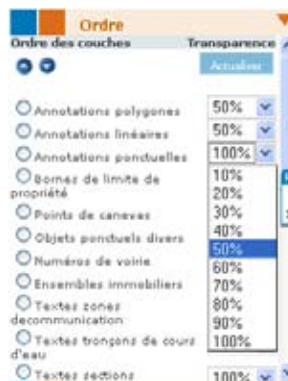 Ordre
Ordre des couches Transparence
Actualiser
Annotations polygones 50%
Annotations linéaires 50%
Annotations ponctuelles 100%
10%
Bornes de limite de
propriété
20%
Points de canevas 30%
40%
Objets ponctuels divers 50%
Numéros de voirie 60%
Ensembles immobiliers 70%
Textes zones 80%
decommunication 90%
Textes tronçons de cours 100%
d'eau
Textes sections 100%